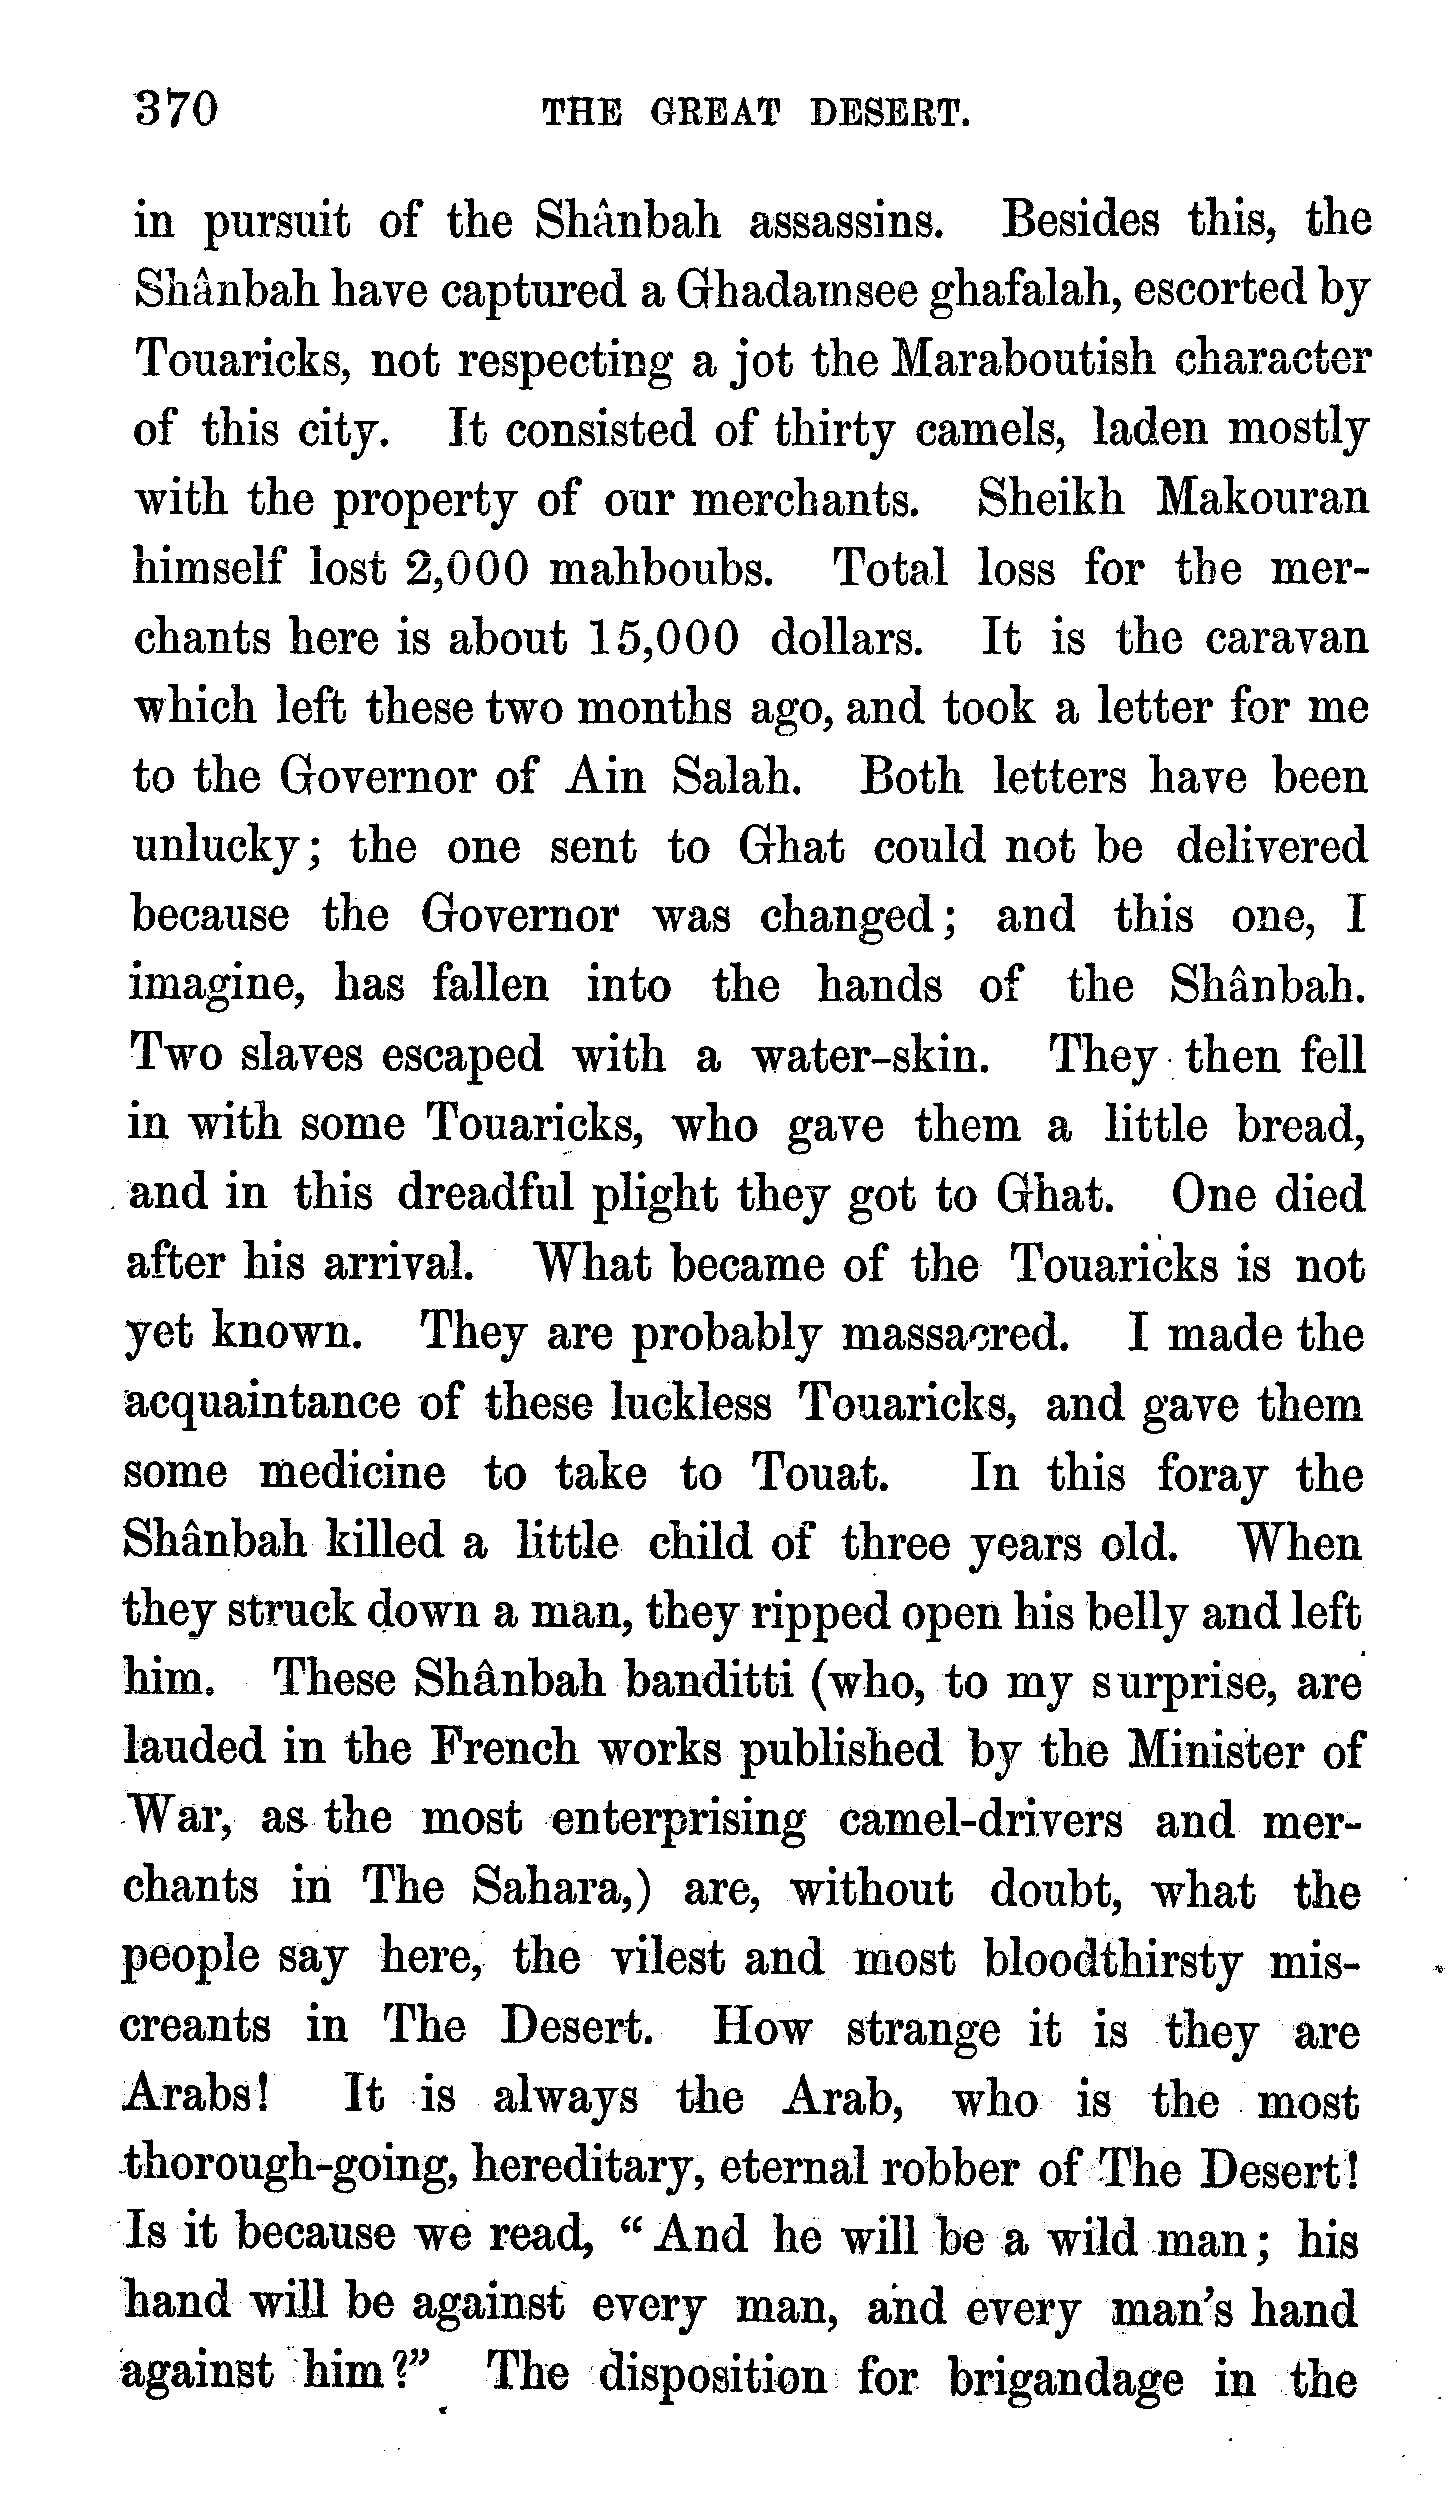 370 THE GREAT DESERT.
in pursuit of the Shânbah assassins. Besides this, the
Shânbah have captured a Ghadamsee ghafalah, escorted by
Touaricks, not respecting a jot the Maraboutish character
of this city. It consisted of thirty camels, laden mostly
with the property of our merchants. Sheikh Makouran
himself lost 2,000 mahboubs. Total loss for the mer-
chants here is about 15,000 dollars. It is the caravan
which left these two months ago, and took a letter for me
to the Governor of Ain Salah. Both letters have been
unlucky; the one sent to Ghat could not be delivered
because the Governor was changed; and this one, I
imagine, has fallen into the hands of the Shânbah.
Two slaves escaped with a water-skin. They then fell
in with some Touaricks, who gave them a little bread,
and in this dreadful plight they got to Ghat. One died
after his arrival. What became of the Touaricks is not
yet known. They are probably massacred. I made the
acquaintance of these luckless Touaricks, and gave them
some medicine to take to Touat. In this foray the
Shânbah killed a little child of three years old. When
they struck down a man, they ripped open his belly and left
him. These Shânbah banditti (who, to my surprise, are
lauded in the French works published by the Minister of
War, as the most enterprising camel-drivers and mer-
chants in The Sahara,) are, without doubt, what the
people say here, the vilest and most bloodthirsty mis-
creants in The Desert. How strange it is they are
Arabs! It is always the Arab, who is the most
thorough-going, hereditary, eternal robber of The Desert!
Is it because we read, "And he will be a wild man; his
hand will be against every man, and every man's hand
against him?" The disposition for brigandage in the